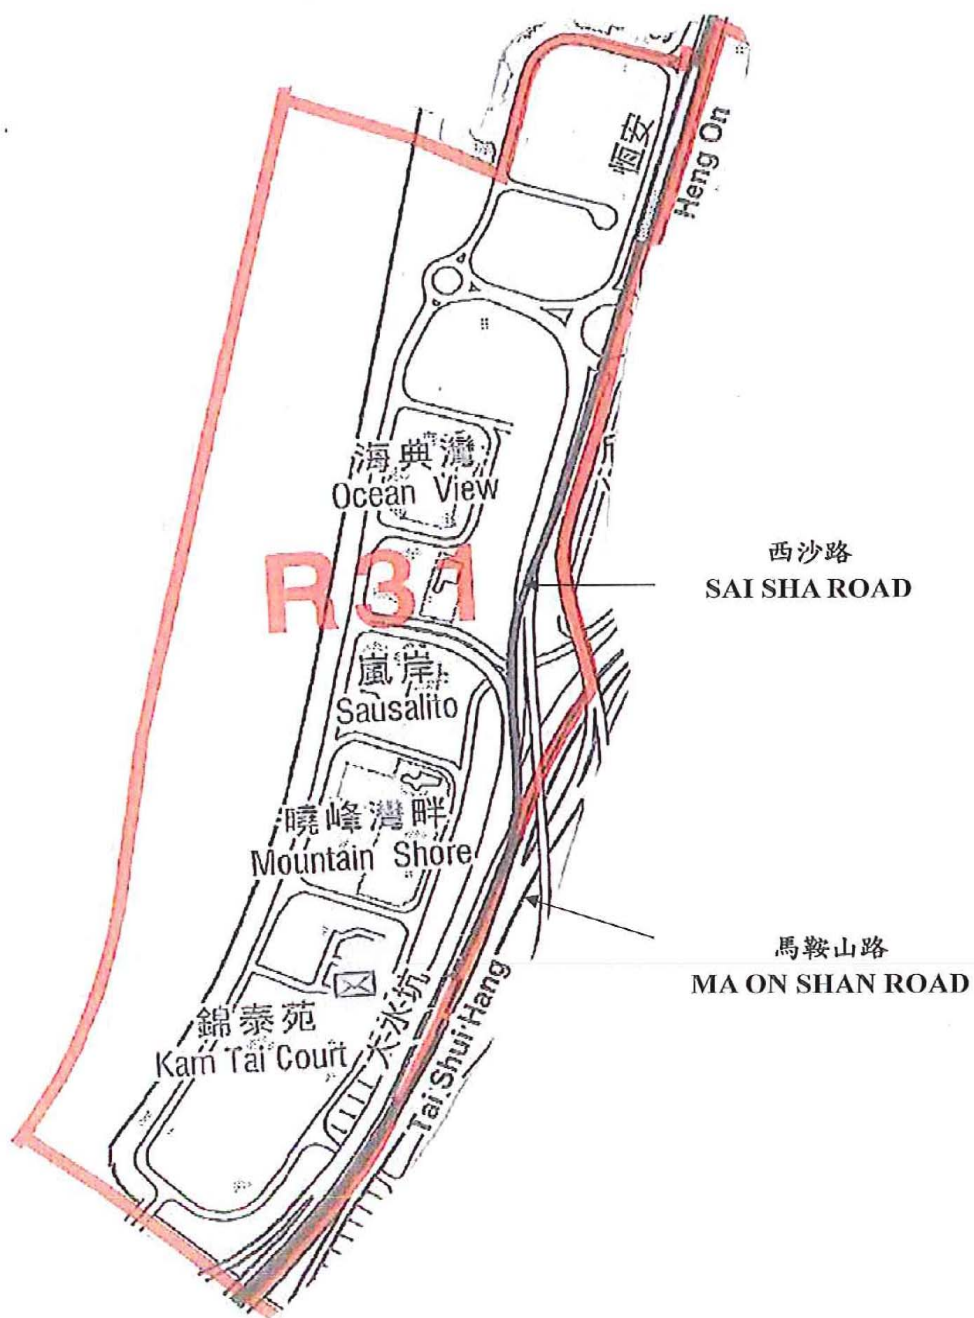 恒安
Heng On
海典灣
Ocean View
R31
西沙路
SAI SHA ROAD
嵐岸
Sausalito
曉峰灣畔
Mountain Shore
馬鞍山路
MA ON SHAN ROAD
錦泰苑
Kam Tai Court
大水坑
Tai Shui Hang